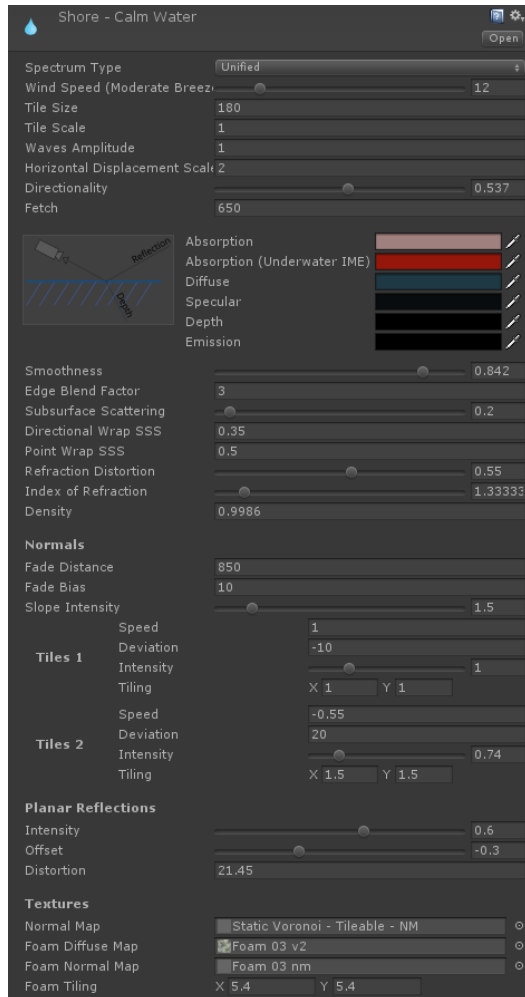 Shore - Calm Water
Open
Spectrum Type Unified
Wind Speed (Moderate Breeze 12
Tile Size 180
Tile Scale 1
Waves Amplitude 1
Horizontal Displacement Scale 2
Directionality 0.537
Fetch 650
Reflection
Depth
Absorption
Absorption (Underwater IME)
Diffuse
Specular
Depth
Emission
Smoothness 0.842
Edge Blend Factor 3
Subsurface Scattering 0.2
Directional Wrap SSS 0.35
Point Wrap SSS 0.5
Refraction Distortion 0.55
Index of Refraction 1.33333
Density 0.9986
Normals
Fade Distance 850
Fade Bias 10
Slope Intensity 1.5
Tiles 1
Speed 1
Deviation -10
Intensity 1
Tiling X 1 Y 1
Tiles 2
Speed -0.55
Deviation 20
Intensity 0.74
Tiling X 1.5 Y 1.5
Planar Reflections
Intensity 0.6
Offset -0.3
Distortion 21.45
Textures
Normal Map Static Voronoi - Tileable - NM
Foam Diffuse Map Foam 03 v2
Foam Normal Map Foam 03 nm
Foam Tiling X 5.4 Y 5.4